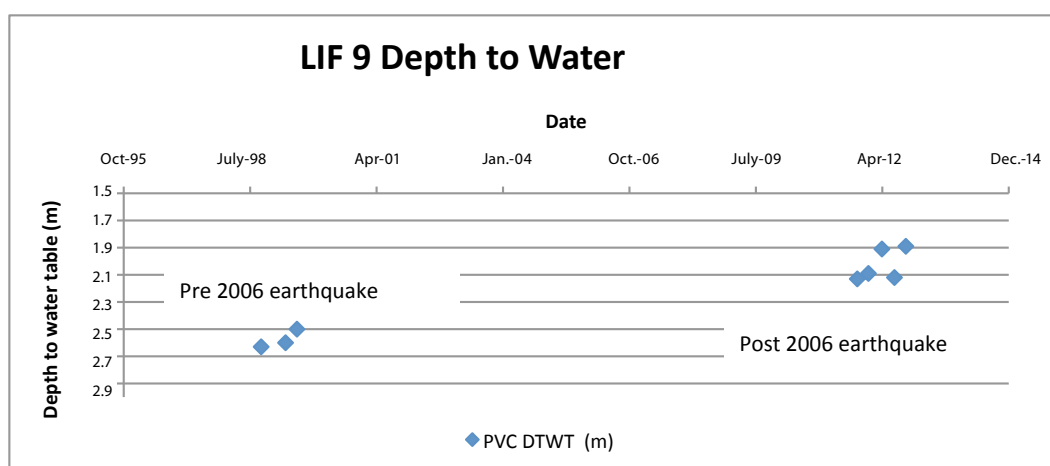 LIF 9 Depth to Water
Date
Oct-95 July-98 Apr-01 Jan.-04 Oct.-06 July-09 Apr-12 Dec.-14
Depth to water table (m)
1.5
1.7
1.9
2.1
2.3
2.5
2.7
2.9
Pre 2006 earthquake
Post 2006 earthquake
PVC DTWT (m)